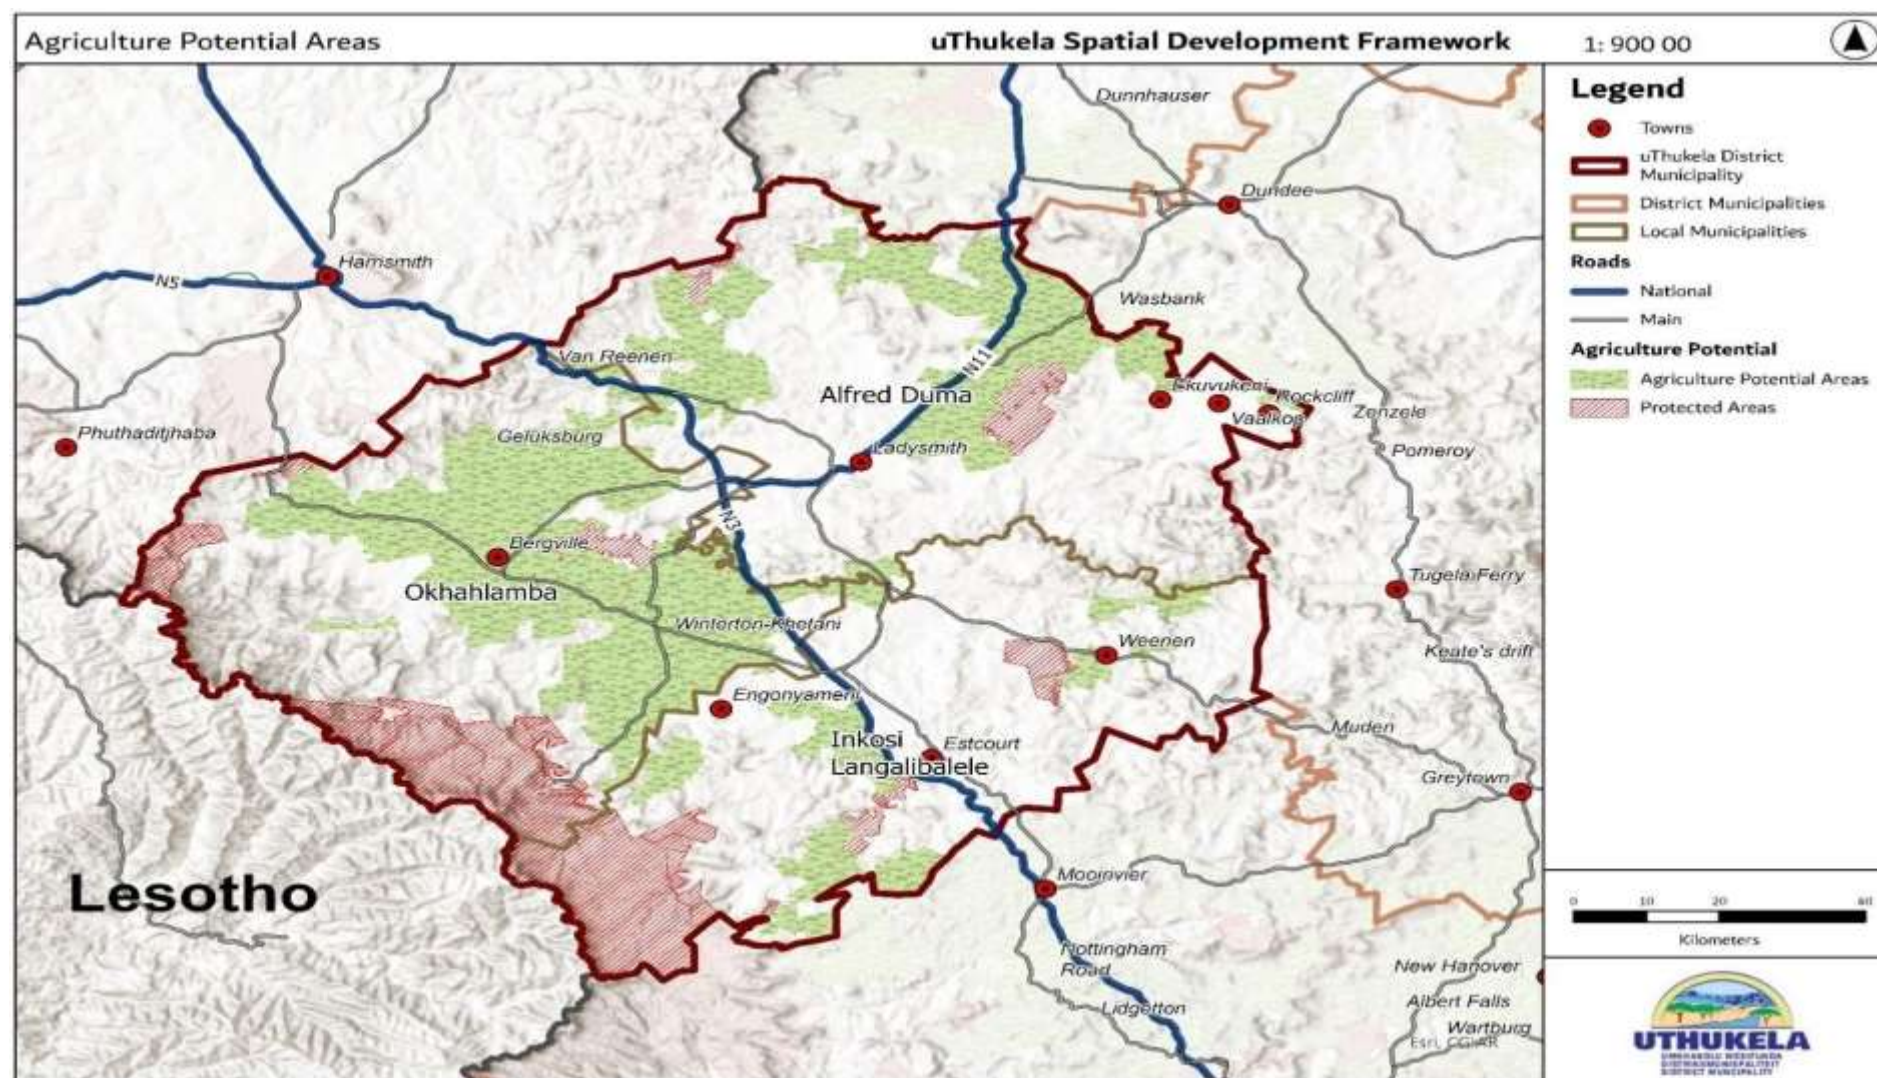 Agriculture Potential Areas
uThukela Spatial Development Framework
1: 900 00
Legend
Towns
uThukela District
Municipality
District Municipalities
Local Municipalities
Roads
National
Main
Agriculture Potential
Agriculture Potential Areas
Protected Areas
0 10 20 40
Kilometers
UTHUKELA
DISTRICT MUNICIPALITY
Dunnhauser
Dundee
Harrismith
N5
Wasbank
Van Reenen
N11
Alfred Duma
Ekuvukeni
Rockcliff
Vaalkop
Zenzele
Phuthaditjhaba
Geluksburg
Ladysmith
Pomeroy
N3
Bergville
Okhahlamba
Tugela Ferry
Winterton-Khetani
Weenen
Keate's drift
Engonyameni
Muden
Inkosi
Langalibalele
Estcourt
Greytown
Lesotho
Mooirivier
Nottingham
Road
New Hanover
Lidgetton
Albert Falls
Wartburg
Esri, CGIAR